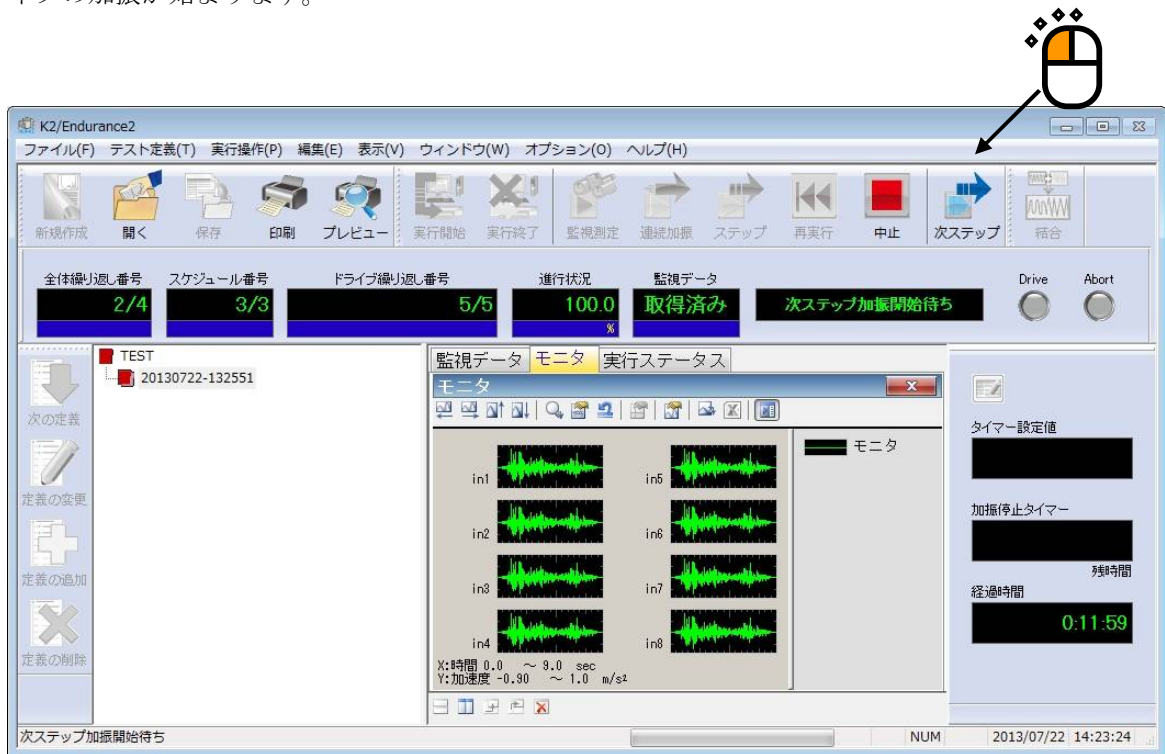 K2/Endurance2
ファイル(F) テスト定義(T) 実行操作(P) 編集(E) 表示(V) ウィンドウ(W) オプション(O) ヘルプ(H)
新規作成 開く 保存 印刷 プレビュー 実行開始 実行終了 監視測定 連続加振 ステップ 再実行 中止 次ステップ 結合
全体繰り返し番号 スケジュール番号 ドライブ繰り返し番号 進行状況 監視データ Drive Abort
2/4 3/3 5/5 100.0 取得済み 次ステップ加振開始待ち
%
TEST
20130722-132551
次の定義
定義の変更
定義の追加
定義の削除
監視データ モニタ 実行ステータス
モニタ
モニタ
in1 in5
in2 in6
in3 in7
in4 in8
X:時間 0.0 ～ 9.0 sec
Y:加速度 -0.90 ～ 1.0 m/s²
タイマー設定値
加振停止タイマー
残時間
経過時間
0:11:59
次ステップ加振開始待ち NUM 2013/07/22 14:23:24